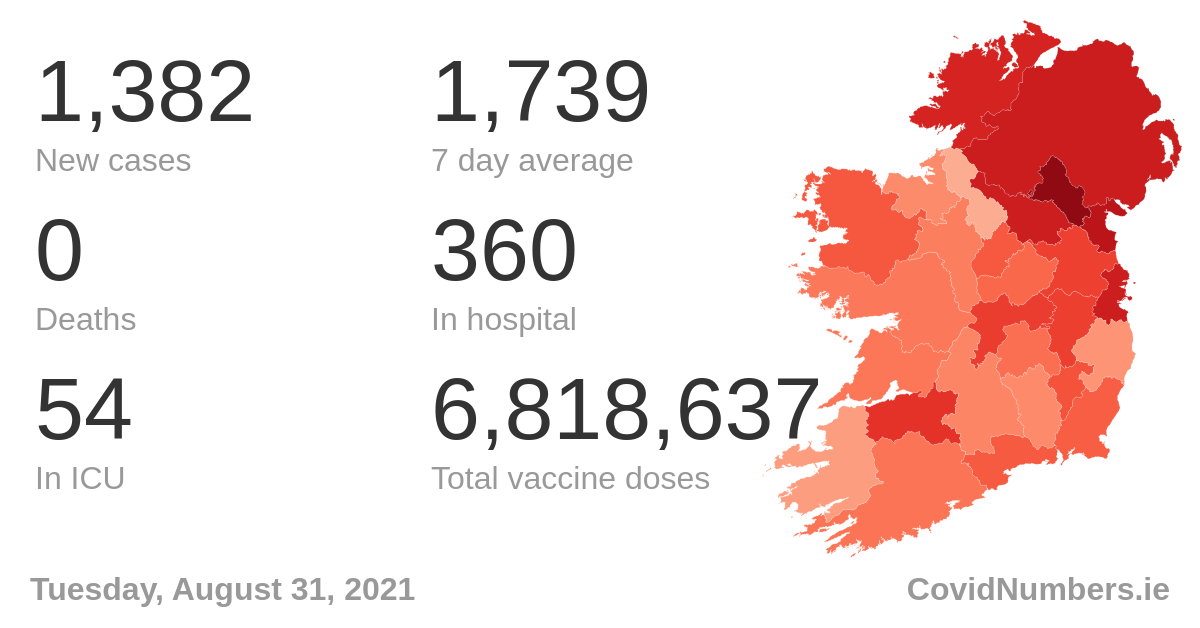 1,382
New cases
1,739
7 day average
0
Deaths
360
In hospital
54
In ICU
6,818,637
Total vaccine doses
Tuesday, August 31, 2021
CovidNumbers.ie